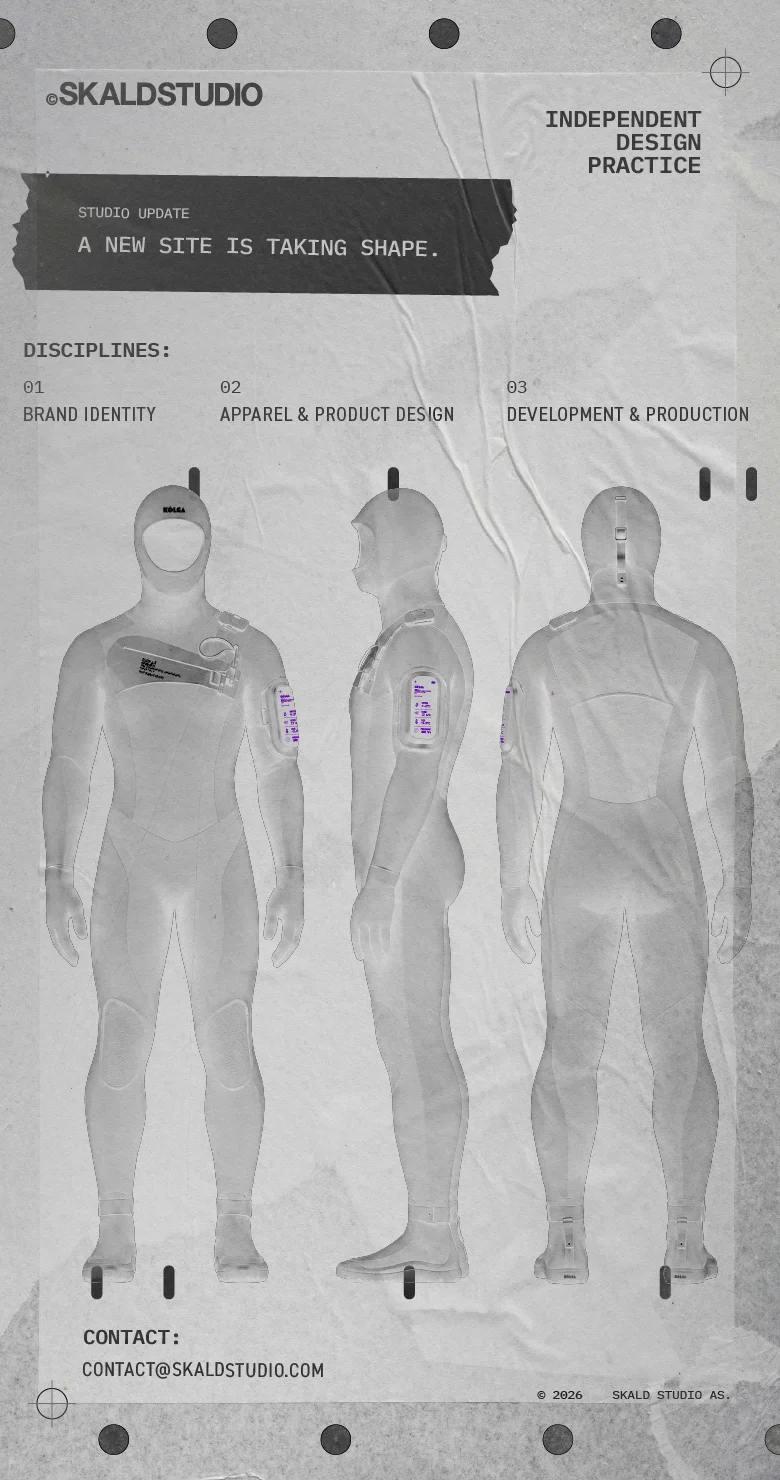 ©SKALDSTUDIO
INDEPENDENT
DESIGN
PRACTICE
STUDIO UPDATE
A NEW SITE IS TAKING SHAPE.
DISCIPLINES:
01
BRAND IDENTITY
02
APPAREL & PRODUCT DESIGN
03
DEVELOPMENT & PRODUCTION
KÓLGA
CONTACT:
CONTACT@SKALDSTUDIO.COM
© 2026 SKALD STUDIO AS.